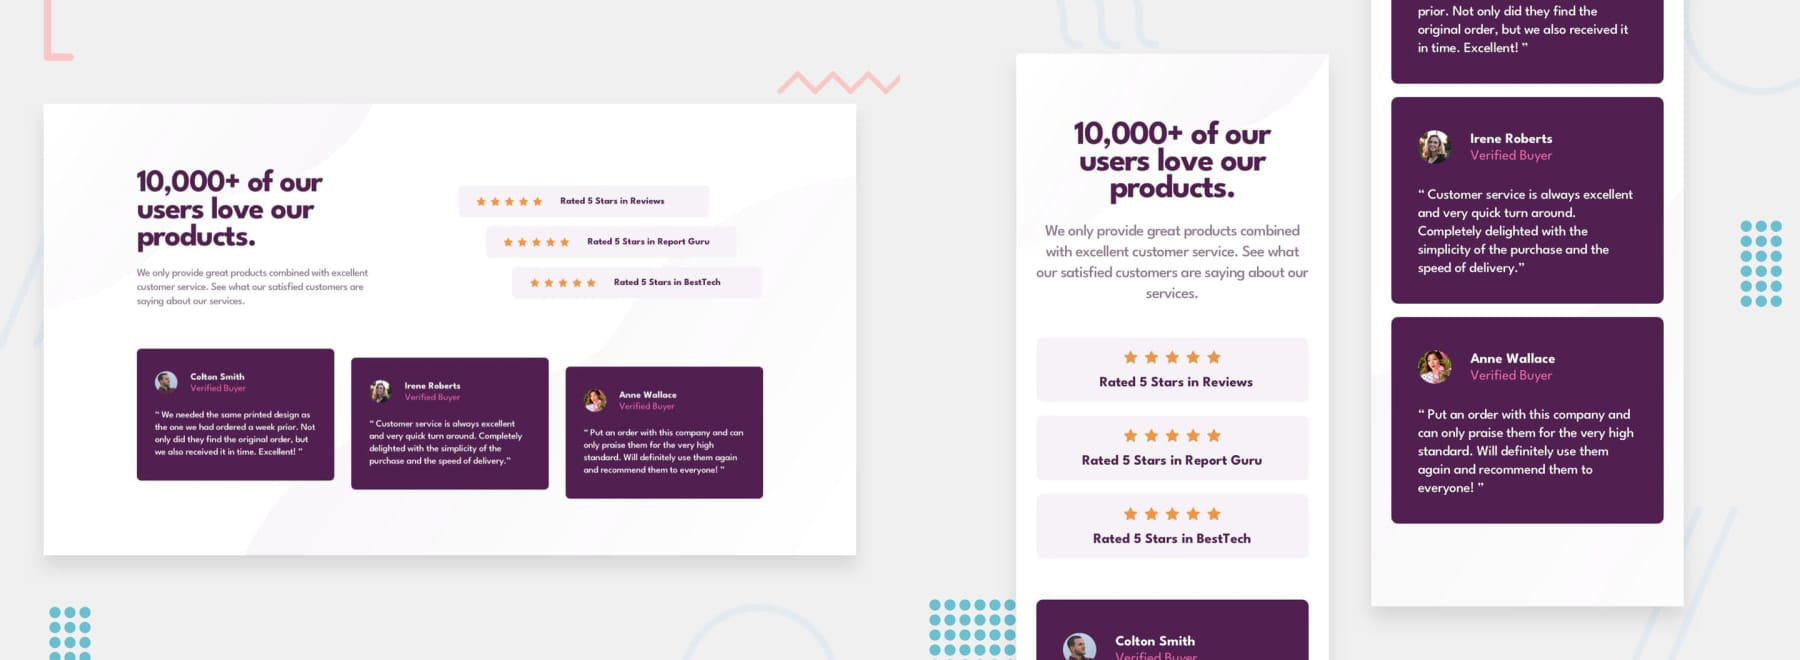 10,000+ of our
users love our
products.
We only provide great products combined with excellent
customer service. See what our satisfied customers are
saying about our services.
Rated 5 Stars in Reviews
Rated 5 Stars in Report Guru
Rated 5 Stars in BestTech
Colton Smith
Verified Buyer
“ We needed the same printed design as
the one we had ordered a week prior. Not
only did they find the original order, but
we also received it in time. Excellent! ”
Irene Roberts
Verified Buyer
“ Customer service is always excellent
and very quick turn around. Completely
delighted with the simplicity of the
purchase and the speed of delivery.”
Anne Wallace
Verified Buyer
“ Put an order with this company and can
only praise them for the very high
standard. Will definitely use them again
and recommend them to everyone! ”
10,000+ of our
users love our
products.
We only provide great products combined
with excellent customer service. See what
our satisfied customers are saying about our
services.
Rated 5 Stars in Reviews
Rated 5 Stars in Report Guru
Rated 5 Stars in BestTech
Colton Smith
Verified Buyer
prior. Not only did they find the
original order, but we also received it
in time. Excellent! ”
Irene Roberts
Verified Buyer
“ Customer service is always excellent
and very quick turn around.
Completely delighted with the
simplicity of the purchase and the
speed of delivery.”
Anne Wallace
Verified Buyer
“ Put an order with this company and
can only praise them for the very high
standard. Will definitely use them
again and recommend them to
everyone! ”